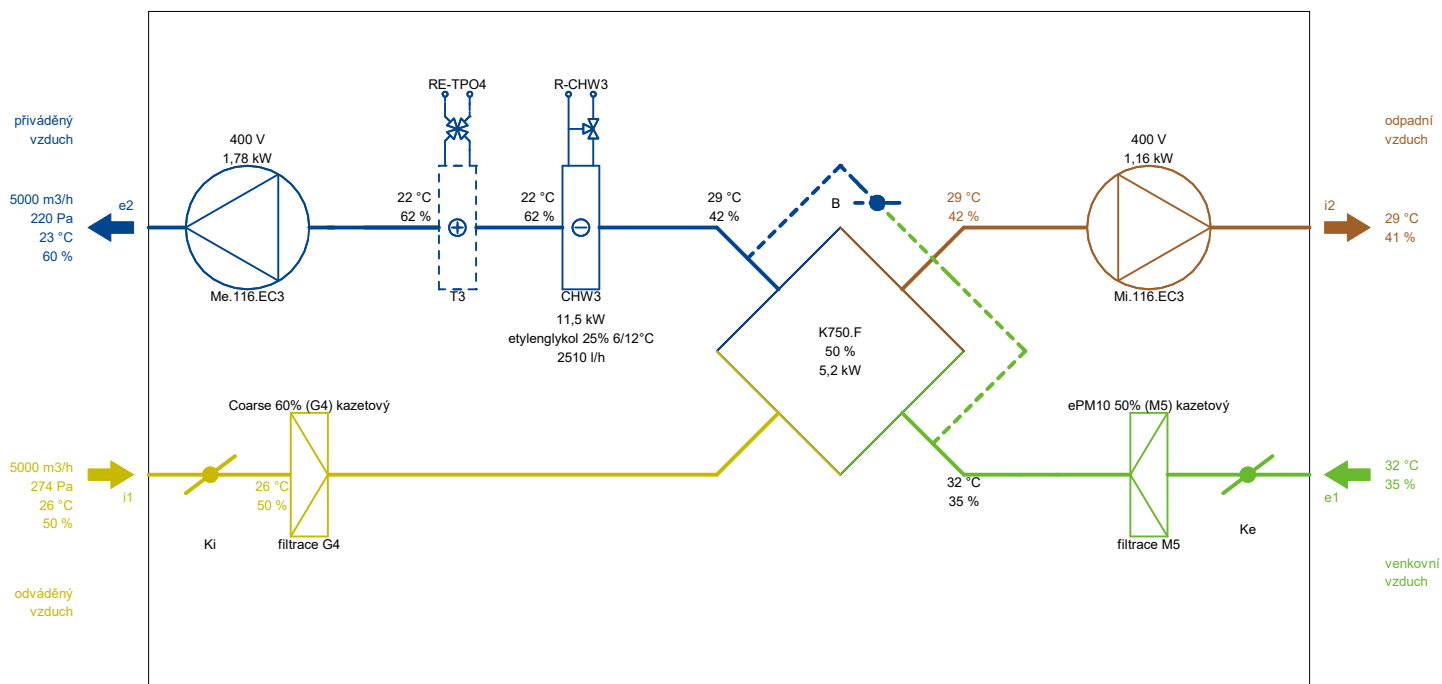 RE-TPO4
R-CHW3
přiváděný
vzduch
400 V
1,78 kW
odpadní
vzduch
400 V
1,16 kW
5000 m3/h
220 Pa
23 °C
60 %
e2
22 °C
62 %
22 °C
62 %
29 °C
42 %
B
29 °C
42 %
i2
29 °C
41 %
Me.116.EC3
T3
CHW3
Mi.116.EC3
11,5 kW
etylenglykol 25% 6/12°C
2510 l/h
K750.F
50 %
5,2 kW
Coarse 60% (G4) kazetový
ePM10 50% (M5) kazetový
5000 m3/h
274 Pa
26 °C
50 %
i1
26 °C
50 %
32 °C
35 %
32 °C
35 %
e1
Ki
filtrace G4
filtrace M5
Ke
odváděný
vzduch
venkovní
vzduch